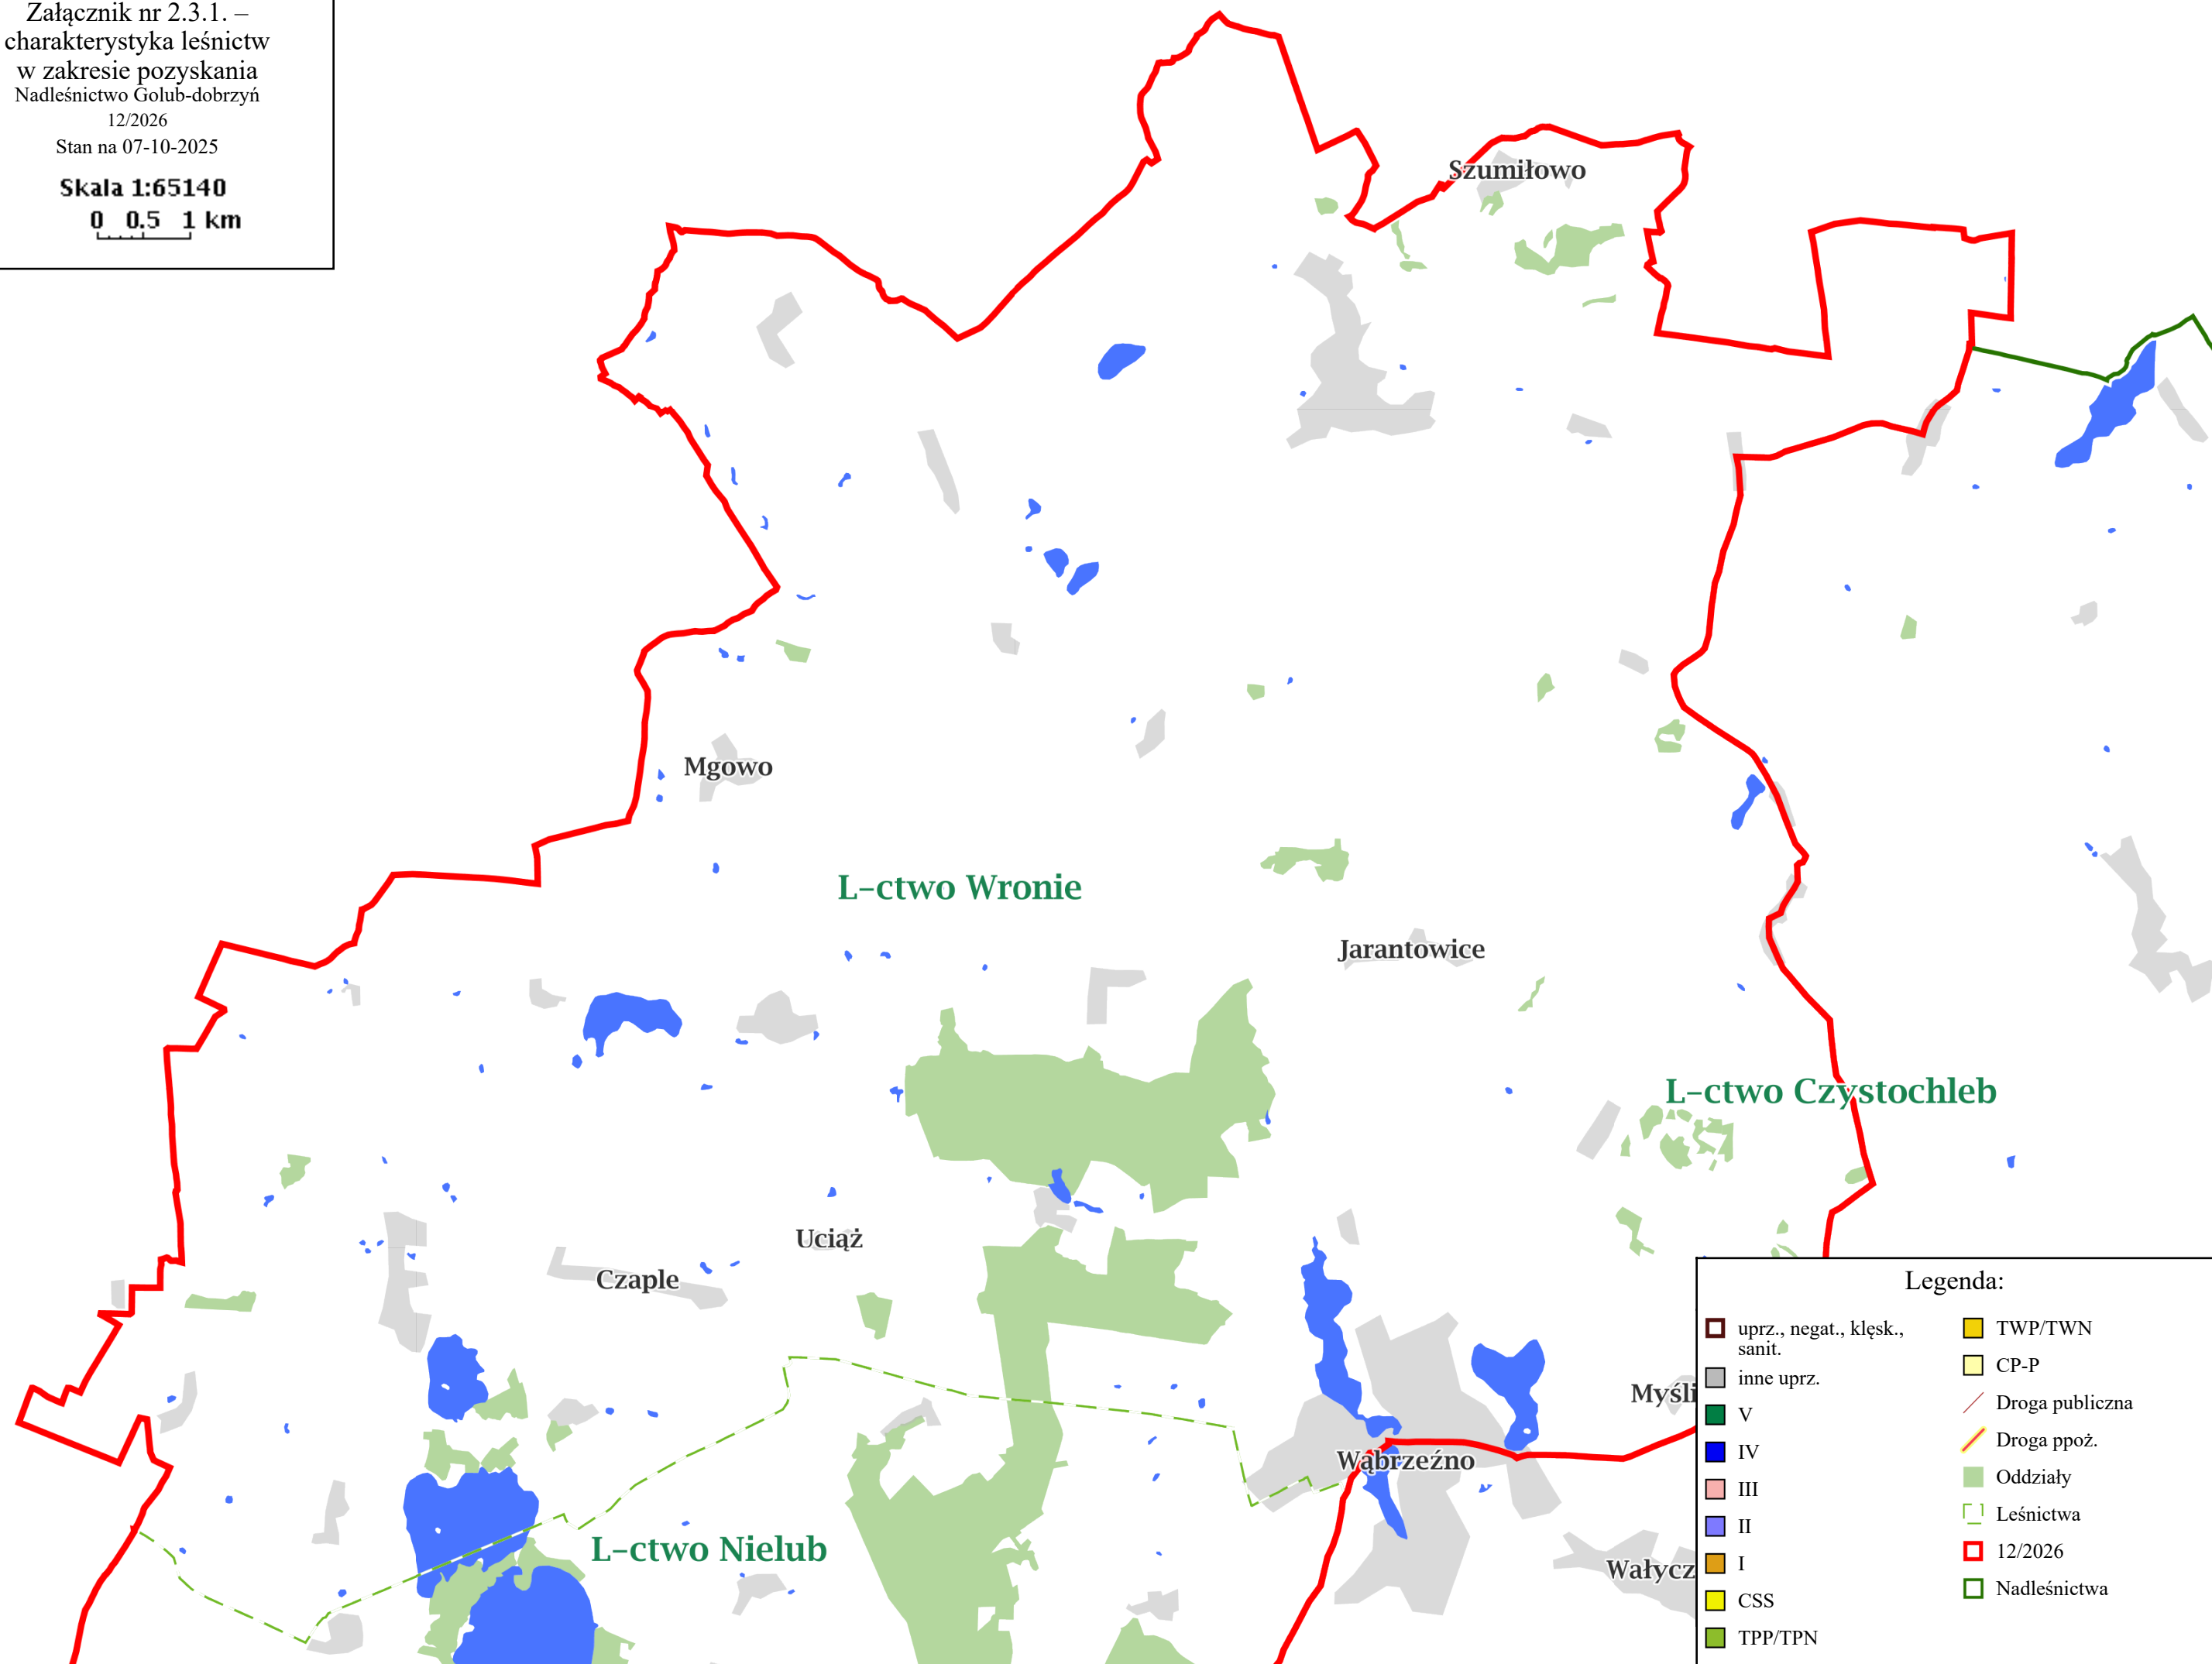 Załącznik nr 2.3.1. –
charakterystyka leśnictw
w zakresie pozyskania
Nadleśnictwo Golub-dobrzyń
12/2026
Stan na 07-10-2025
Skala 1:65140
0 0.5 1 km
Szumiłowo
Mgowo
L-ctwo Wronie
Jarantowice
L-ctwo Czystochleb
Uciąż
Czaple
Myśli
Wąbrzeźno
L-ctwo Nielub
Wałycz
Legenda:
uprz., negat., klęsk.,
sanit.
inne uprz.
V
IV
III
II
I
CSS
TPP/TPN
TWP/TWN
CP-P
Droga publiczna
Droga ppoż.
Oddziały
Leśnictwa
12/2026
Nadleśnictwa